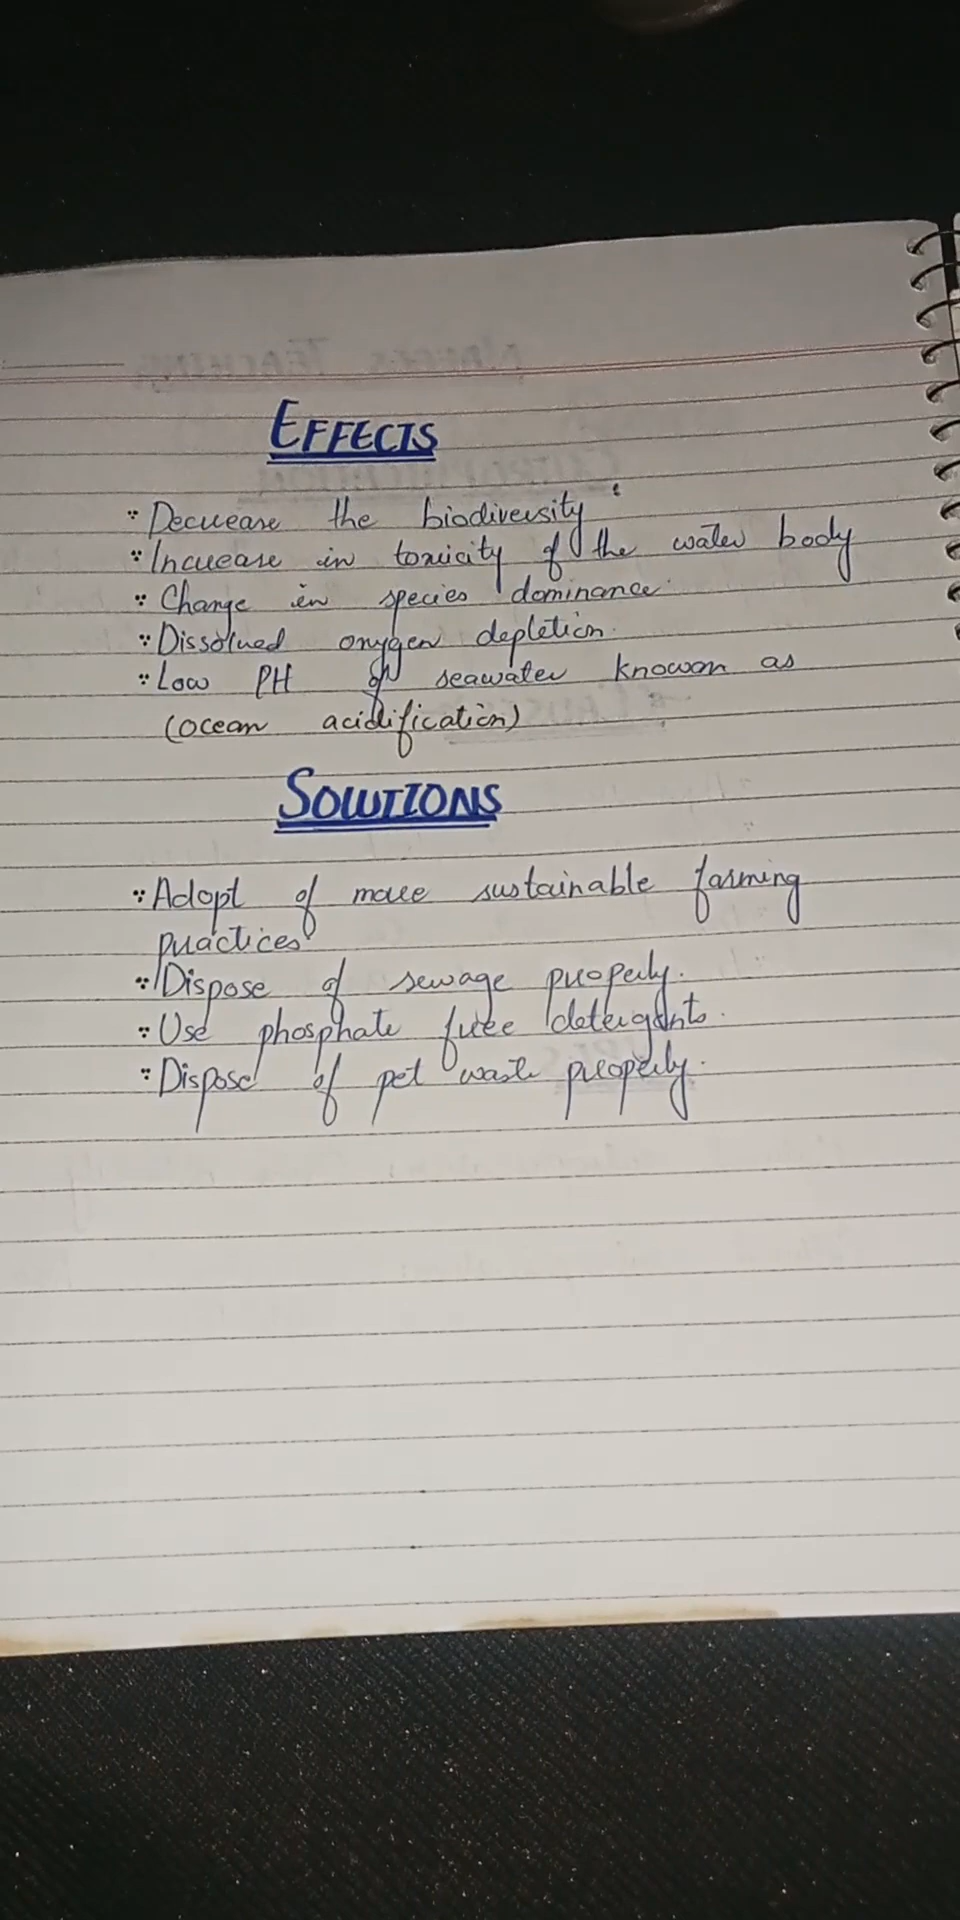 EFFECTS
Decrease the biodiversity
Increase in toxicity of the water body
Change in species dominance.
Dissolved oxygen depletion.
Low PH of seawater knowon as
(ocean acidification)
SOLUTIONS
Adopt of more sustainable farming
practices.
Dispose of sewage properly.
Use phosphate free detergants.
Dispose of pet waste properly.